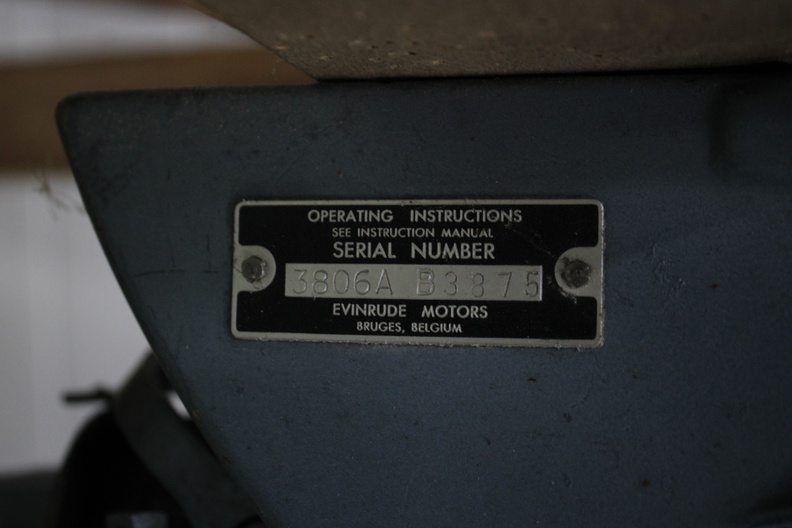 OPERATING INSTRUCTIONS
SEE INSTRUCTION MANUAL
SERIAL NUMBER
3806A B3875
EVINRUDE MOTORS
BRUGES, BELGIUM